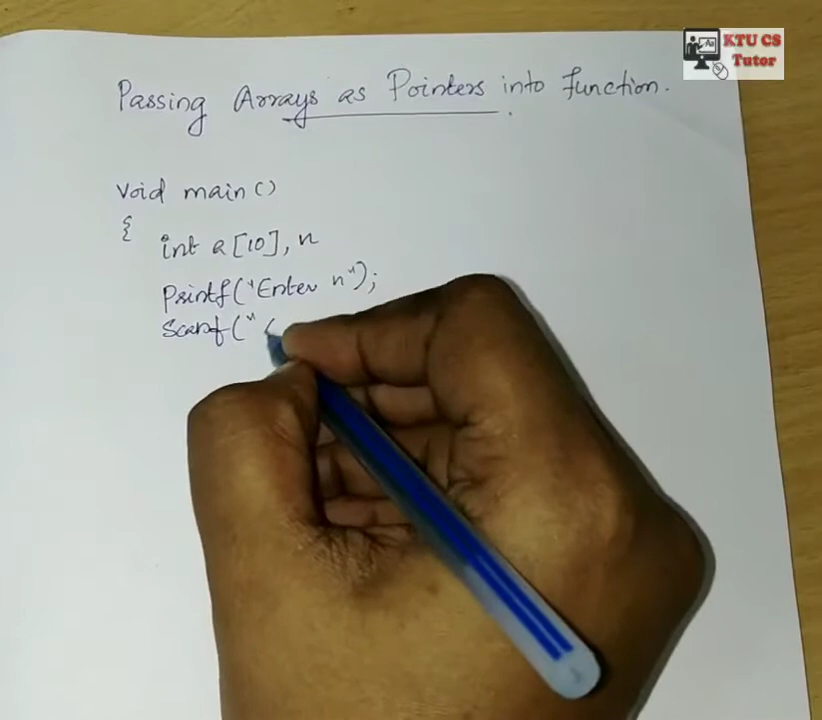 KTU CS
Tutor
Passing Arrays as Pointers into function.
void main()
{
int a[10], n
Printf("Enter n");
Scanf("